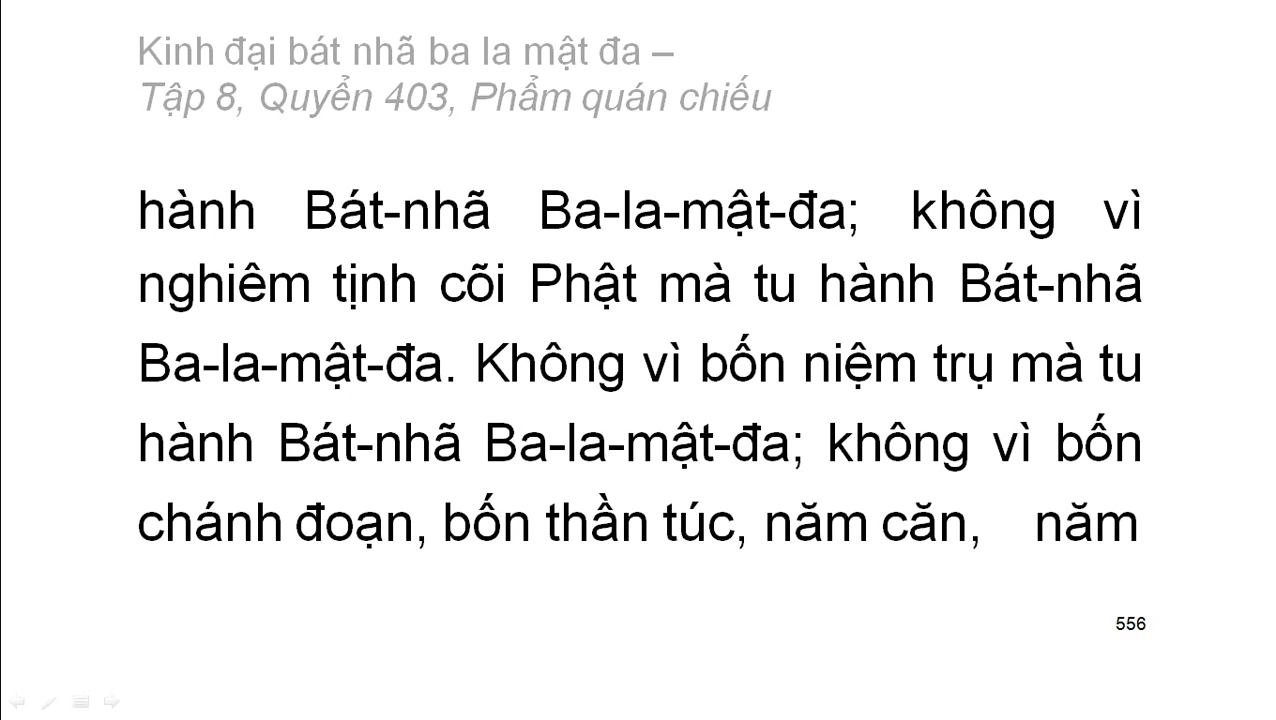 Kinh đại bát nhã ba la mật đa –
Tập 8, Quyển 403, Phẩm quán chiếu
hành Bát-nhã Ba-la-mật-đa; không vì
nghiêm tịnh cõi Phật mà tu hành Bát-nhã
Ba-la-mật-đa. Không vì bốn niệm trụ mà tu
hành Bát-nhã Ba-la-mật-đa; không vì bốn
chánh đoạn, bốn thần túc, năm căn, năm
556